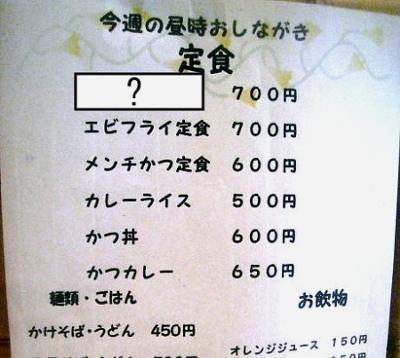 今週の昼時おしながき
定食
? 700円
エビフライ定食 700円
メンチかつ定食 600円
カレーライス 500円
かつ丼 600円
かつカレー 650円
麺類・ごはん お飲物
かけそば・うどん 450円
オレンジジュース 150円